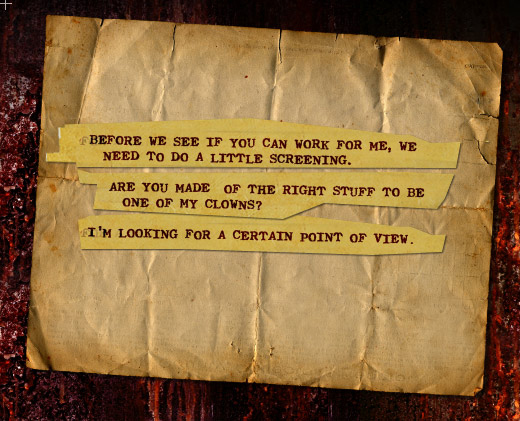 BEFORE WE SEE IF YOU CAN WORK FOR ME, WE
NEED TO DO A LITTLE SCREENING.
ARE YOU MADE OF THE RIGHT STUFF TO BE
ONE OF MY CLOWNS?
I'M LOOKING FOR A CERTAIN POINT OF VIEW.